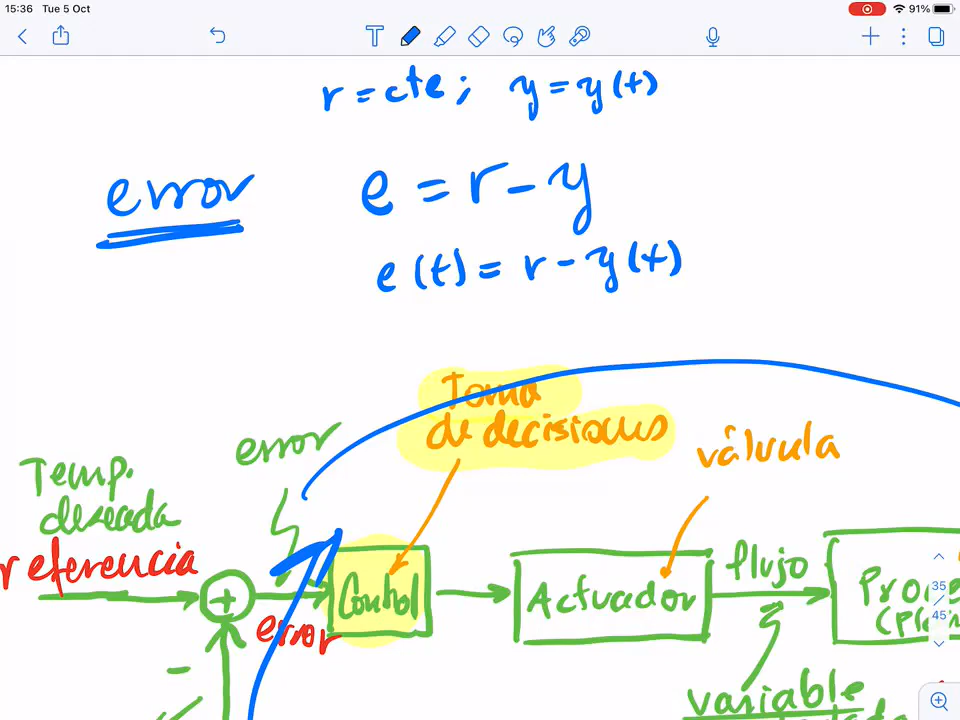 15:36 Tue 5 Oct
91%
r = cte; y = y(t)
error e = r - y
e(t) = r - y(t)
Toma
de decisiones
error
válvula
Temp.
deseada
referencia
+
Control
Actuador
flujo
error
-
variable
35
/
45